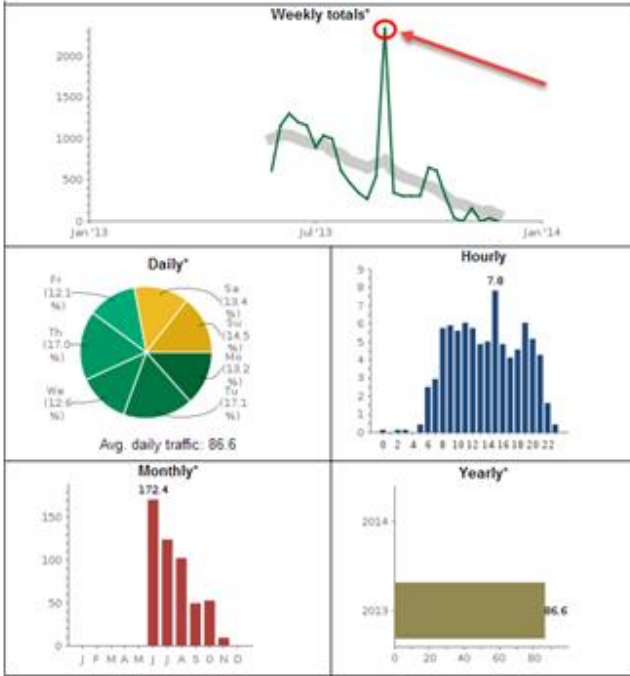 Weekly totals*
2000
1500
1000
500
0
Jan '13
Jul '13
Jan '14
Daily*
Fr
(12.1
%)
Sa
(13.4
%)
Th
(17.0
%)
Su
(14.5
%)
Mo
(13.2
%)
We
(12.6
%)
Tu
(17.1
%)
Avg. daily traffic: 86.6
Hourly
7.8
9
8
7
6
5
4
3
2
1
0
0 2 4 6 8 10 12 14 16 18 20 22
Monthly*
172.4
150
100
50
0
J F M A M J J A S O N D
Yearly*
2014
2013
86.6
0 20 40 60 80